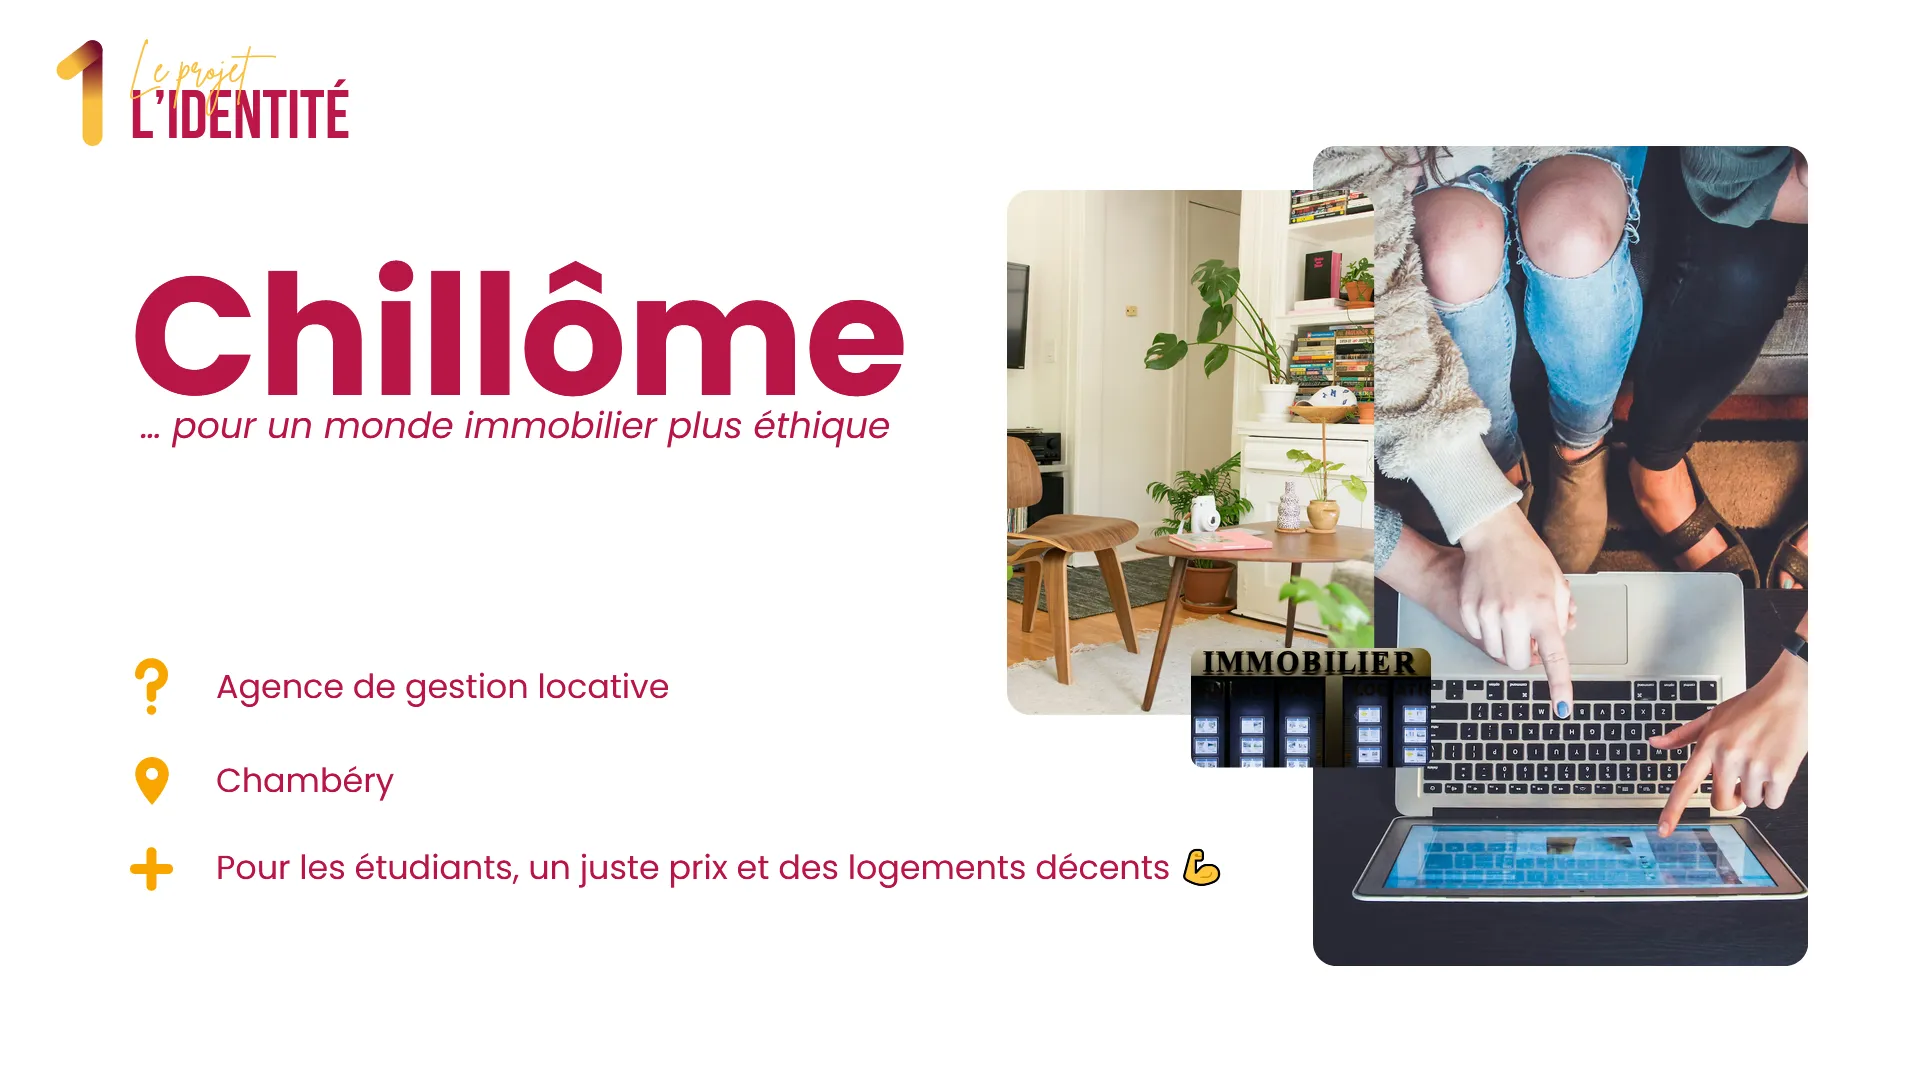 1
Le projet
L’IDENTITÉ
Chillôme
... pour un monde immobilier plus éthique
Agence de gestion locative
Chambéry
Pour les étudiants, un juste prix et des logements décents 💪
IMMOBILIER